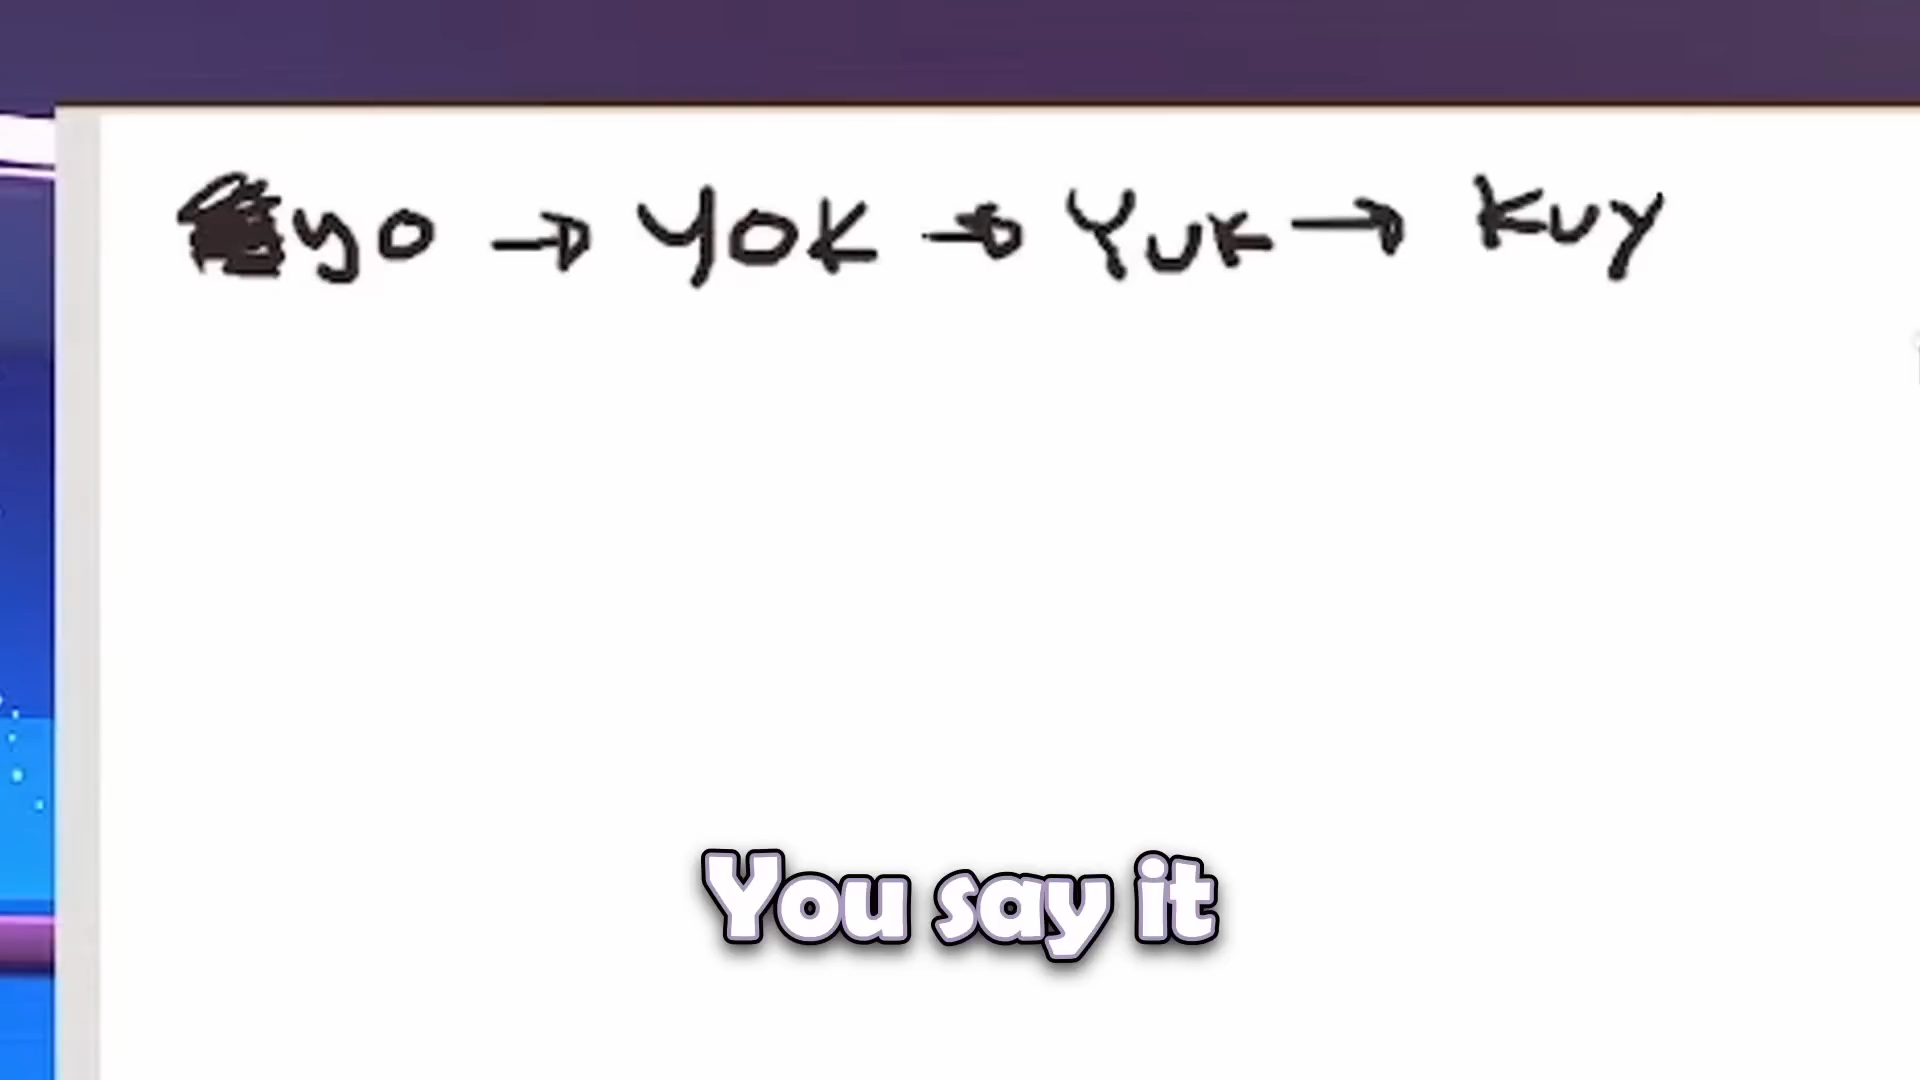 yo → YOK → YUK → KUY
You say it